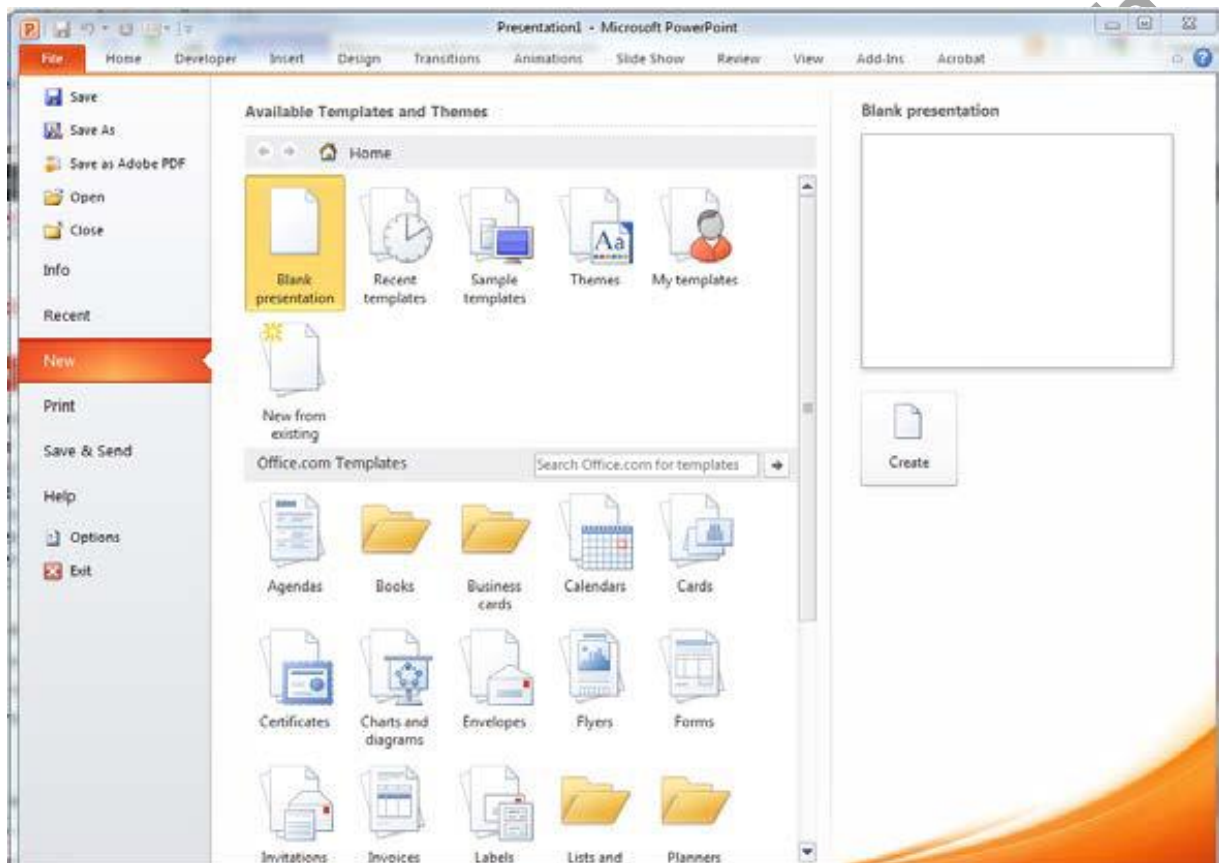 Presentation1 - Microsoft PowerPoint
File Home Developer Insert Design Transitions Animations Slide Show Review View Add-Ins Acrobat
Save
Save As
Save as Adobe PDF
Open
Close
Info
Recent
New
Print
Save & Send
Help
Options
Exit
Available Templates and Themes
Home
Blank presentation
Recent templates
Sample templates
Themes
My templates
New from existing
Office.com Templates
Search Office.com for templates
Agendas
Books
Business cards
Calendars
Cards
Certificates
Charts and diagrams
Envelopes
Flyers
Forms
Invitations
Invoices
Labels
Lists and
Planners
Blank presentation
Create